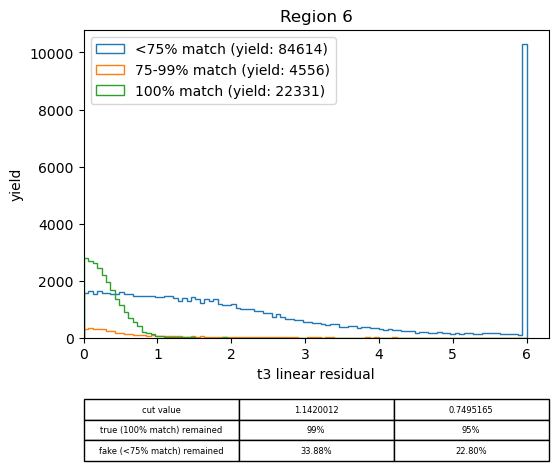 Region 6
<75% match (yield: 84614)
75-99% match (yield: 4556)
100% match (yield: 22331)
10000
8000
6000
4000
2000
0
yield
0 1 2 3 4 5 6
t3 linear residual
cut value 1.1420012 0.7495165
true (100% match) remained 99% 95%
fake (<75% match) remained 33.88% 22.80%